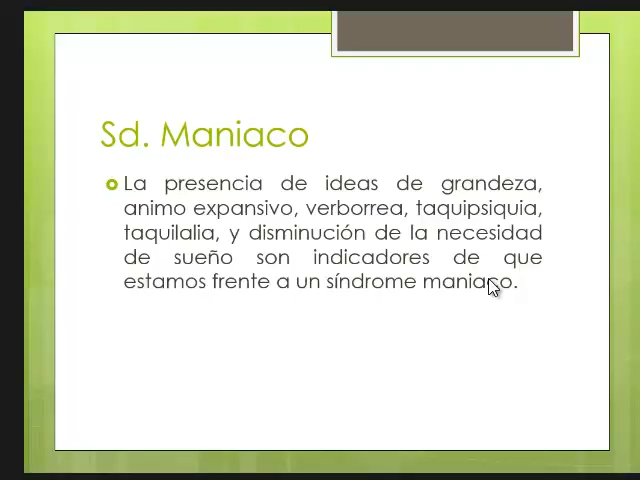 Sd. Maniaco
La presencia de ideas de grandeza,
animo expansivo, verborrea, taquipsiquia,
taquilalia, y disminución de la necesidad
de sueño son indicadores de que
estamos frente a un síndrome maniaco.